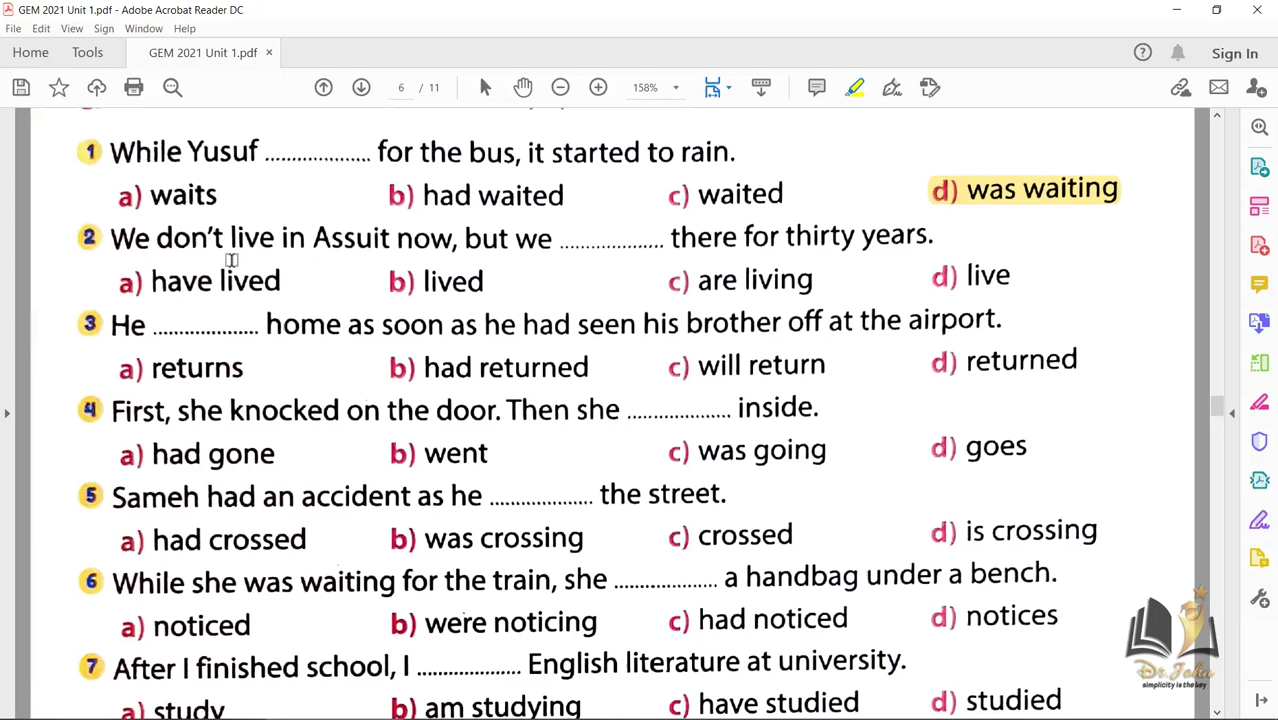 GEM 2021 Unit 1.pdf - Adobe Acrobat Reader DC
File Edit View Sign Window Help
Home Tools GEM 2021 Unit 1.pdf × Sign In
6 / 11 158%
1 While Yusuf .................... for the bus, it started to rain.
a) waits b) had waited c) waited d) was waiting
2 We don't live in Assuit now, but we .................... there for thirty years.
a) have lived b) lived c) are living d) live
3 He .................... home as soon as he had seen his brother off at the airport.
a) returns b) had returned c) will return d) returned
4 First, she knocked on the door. Then she .................... inside.
a) had gone b) went c) was going d) goes
5 Sameh had an accident as he .................... the street.
a) had crossed b) was crossing c) crossed d) is crossing
6 While she was waiting for the train, she .................... a handbag under a bench.
a) noticed b) were noticing c) had noticed d) notices
7 After I finished school, I .................... English literature at university.
a) study b) am studying c) have studied d) studied
Dr.John
simplicity is the key